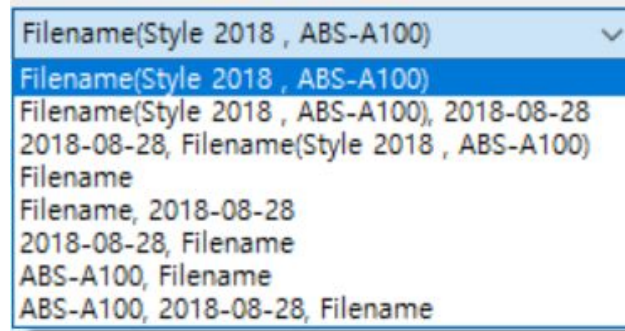 Filename(Style 2018 , ABS-A100)
Filename(Style 2018 , ABS-A100)
Filename(Style 2018 , ABS-A100), 2018-08-28
2018-08-28, Filename(Style 2018 , ABS-A100)
Filename
Filename, 2018-08-28
2018-08-28, Filename
ABS-A100, Filename
ABS-A100, 2018-08-28, Filename